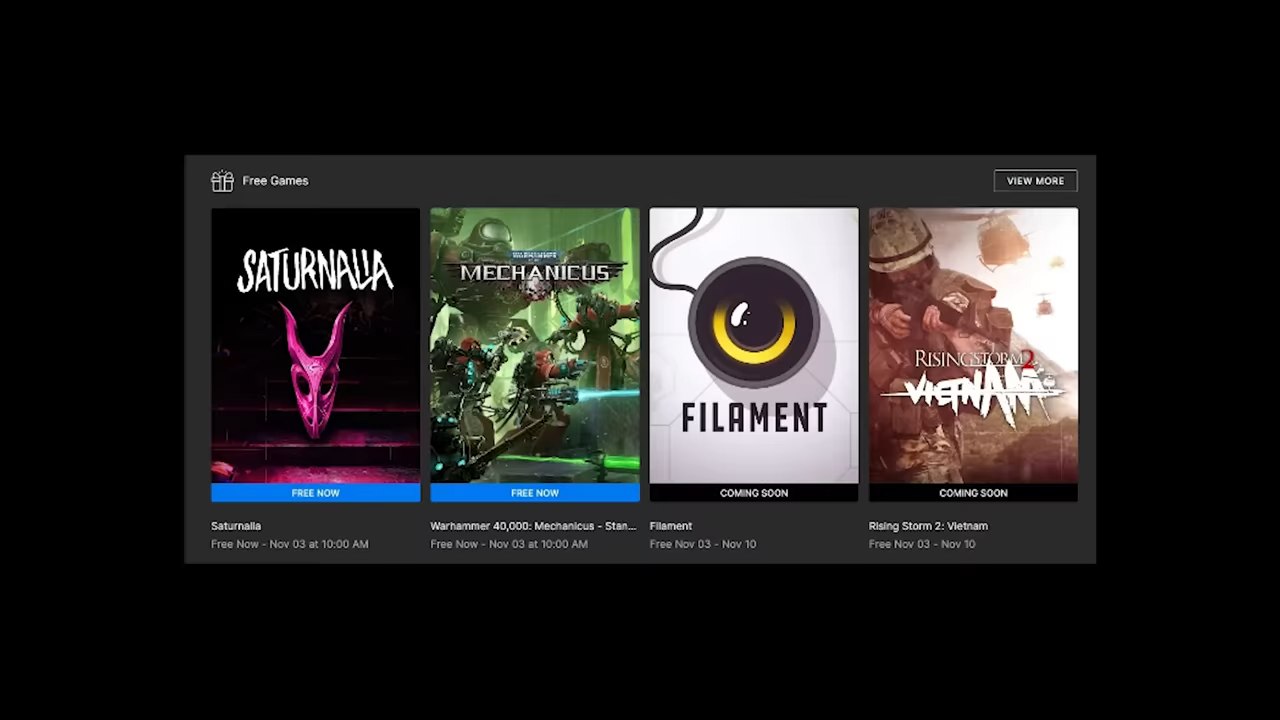 Free Games
VIEW MORE
SATURNALIA
FREE NOW
Saturnalia
Free Now - Nov 03 at 10:00 AM
WARHAMMER
MECHANICUS
FREE NOW
Warhammer 40,000: Mechanicus - Stan...
Free Now - Nov 03 at 10:00 AM
FILAMENT
COMING SOON
Filament
Free Nov 03 - Nov 10
RISING STORM 2
VIETNAM
COMING SOON
Rising Storm 2: Vietnam
Free Nov 03 - Nov 10